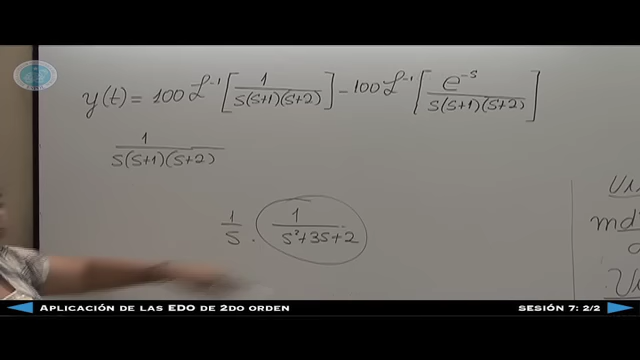 y(t) = 100 ℒ⁻¹[1/(s(s+1)(s+2))] - 100 ℒ⁻¹[e⁻ˢ/(s(s+1)(s+2))]
1/(s(s+1)(s+2))
1/s · 1/(s²+3s+2)
APLICACIÓN DE LAS EDO DE 2DO ORDEN
SESIÓN 7: 2/2